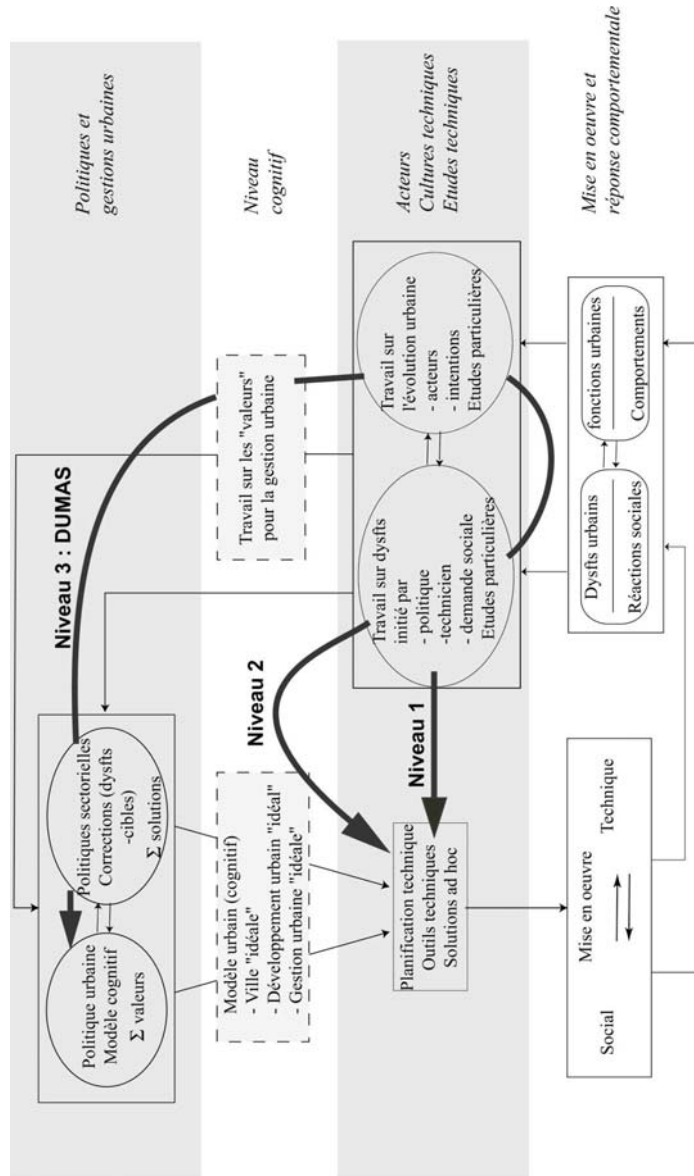 Politiques et
gestions urbaines
Niveau
cognitif
Acteurs
Cultures techniques
Etudes techniques
Mise en oeuvre et
réponse comportementale
Niveau 3 : DUMAS
Politique urbaine
Modèle cognitif
Σ valeurs
Politiques sectorielles
Corrections (dysfts
-cibles)
Σ solutions
Modèle urbain (cognitif)
- Ville "idéale"
- Développement urbain "idéal"
- Gestion urbaine "idéale"
Niveau 2
Travail sur les "valeurs"
pour la gestion urbaine
Planification technique
Outils techniques
Solutions ad hoc
Niveau 1
Travail sur dysfts
initié par
- politique
-technicien
- demande sociale
Etudes particulières
Travail sur
l'évolution urbaine
- acteurs
- intentions
Etudes particulières
Mise en oeuvre
Social
Technique
Dysfts urbains
Réactions sociales
fonctions urbaines
Comportements